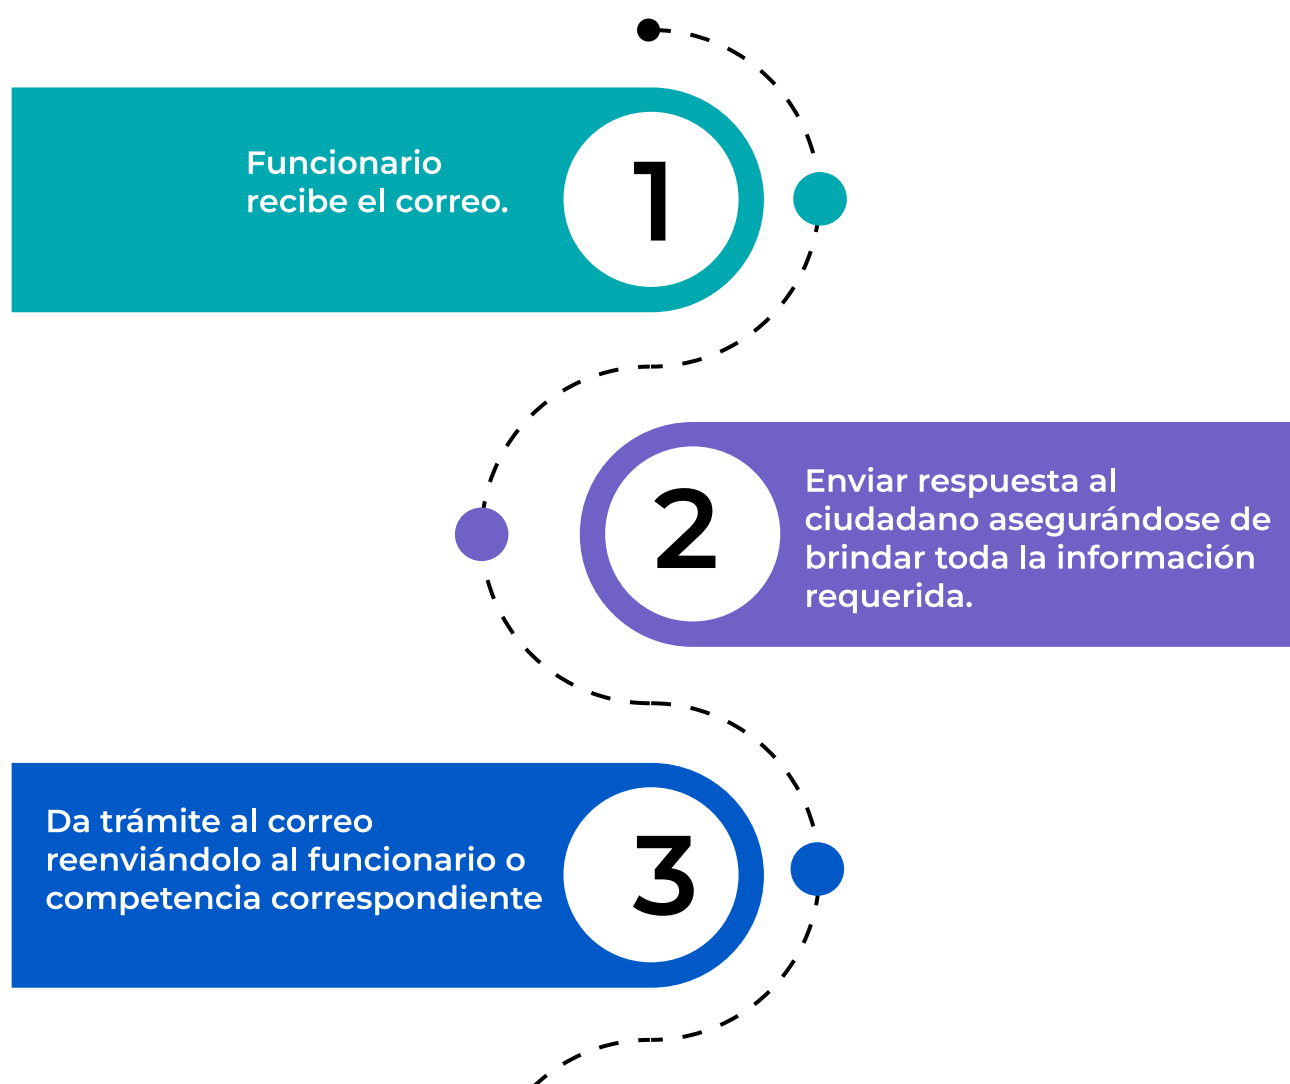 1
Funcionario
recibe el correo.
2
Enviar respuesta al
ciudadano asegurándose de
brindar toda la información
requerida.
3
Da trámite al correo
reenviándolo al funcionario o
competencia correspondiente